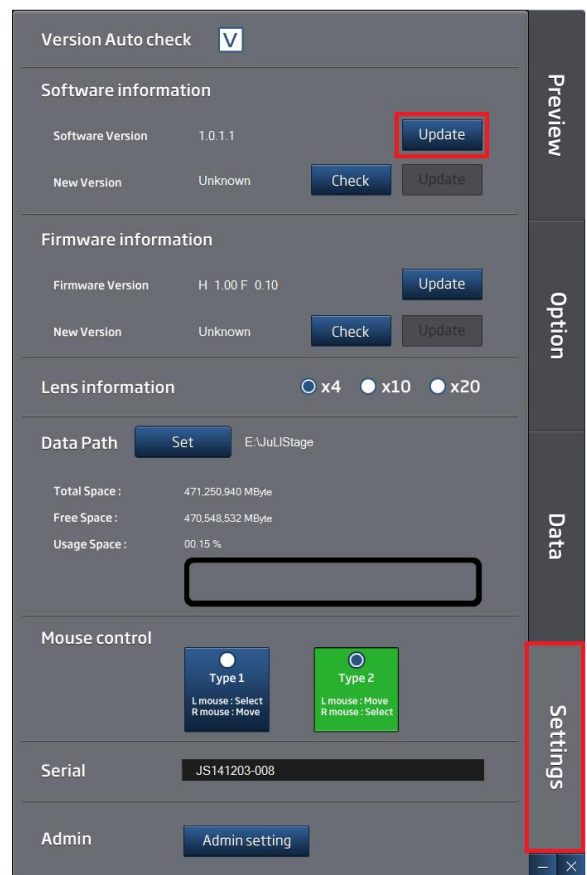 Version Auto check V
Software information
Software Version 1.0.1.1 Update
New Version Unknown Check Update
Firmware information
Firmware Version H 1.00 F 0.10 Update
New Version Unknown Check Update
Lens information x4 x10 x20
Data Path Set E:\JuLIStage
Total Space : 471,250,940 MByte
Free Space : 470,548,532 MByte
Usage Space : 00.15 %
Mouse control
Type 1
L mouse : Select
R mouse : Move
Type 2
L mouse : Move
R mouse : Select
Serial JS141203-008
Admin Admin setting
Preview
Option
Data
Settings